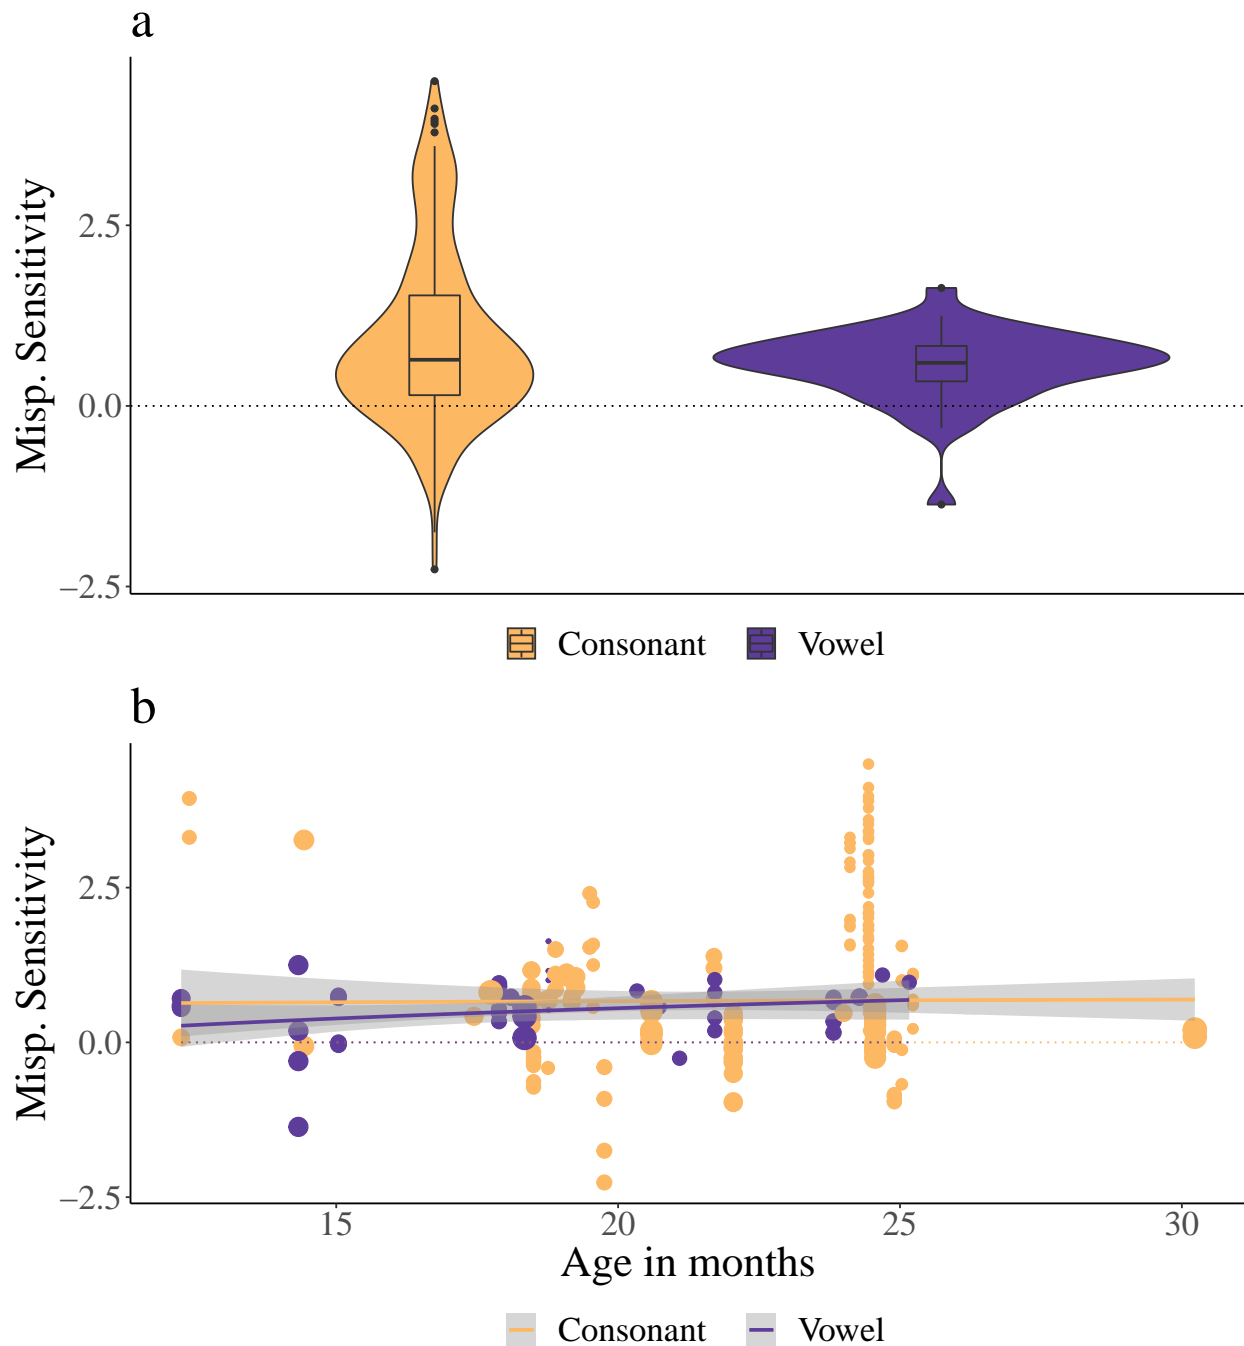 a
Misp. Sensitivity
2.5
0.0
−2.5
Consonant Vowel
b
Misp. Sensitivity
2.5
0.0
−2.5
15 20 25 30
Age in months
Consonant Vowel